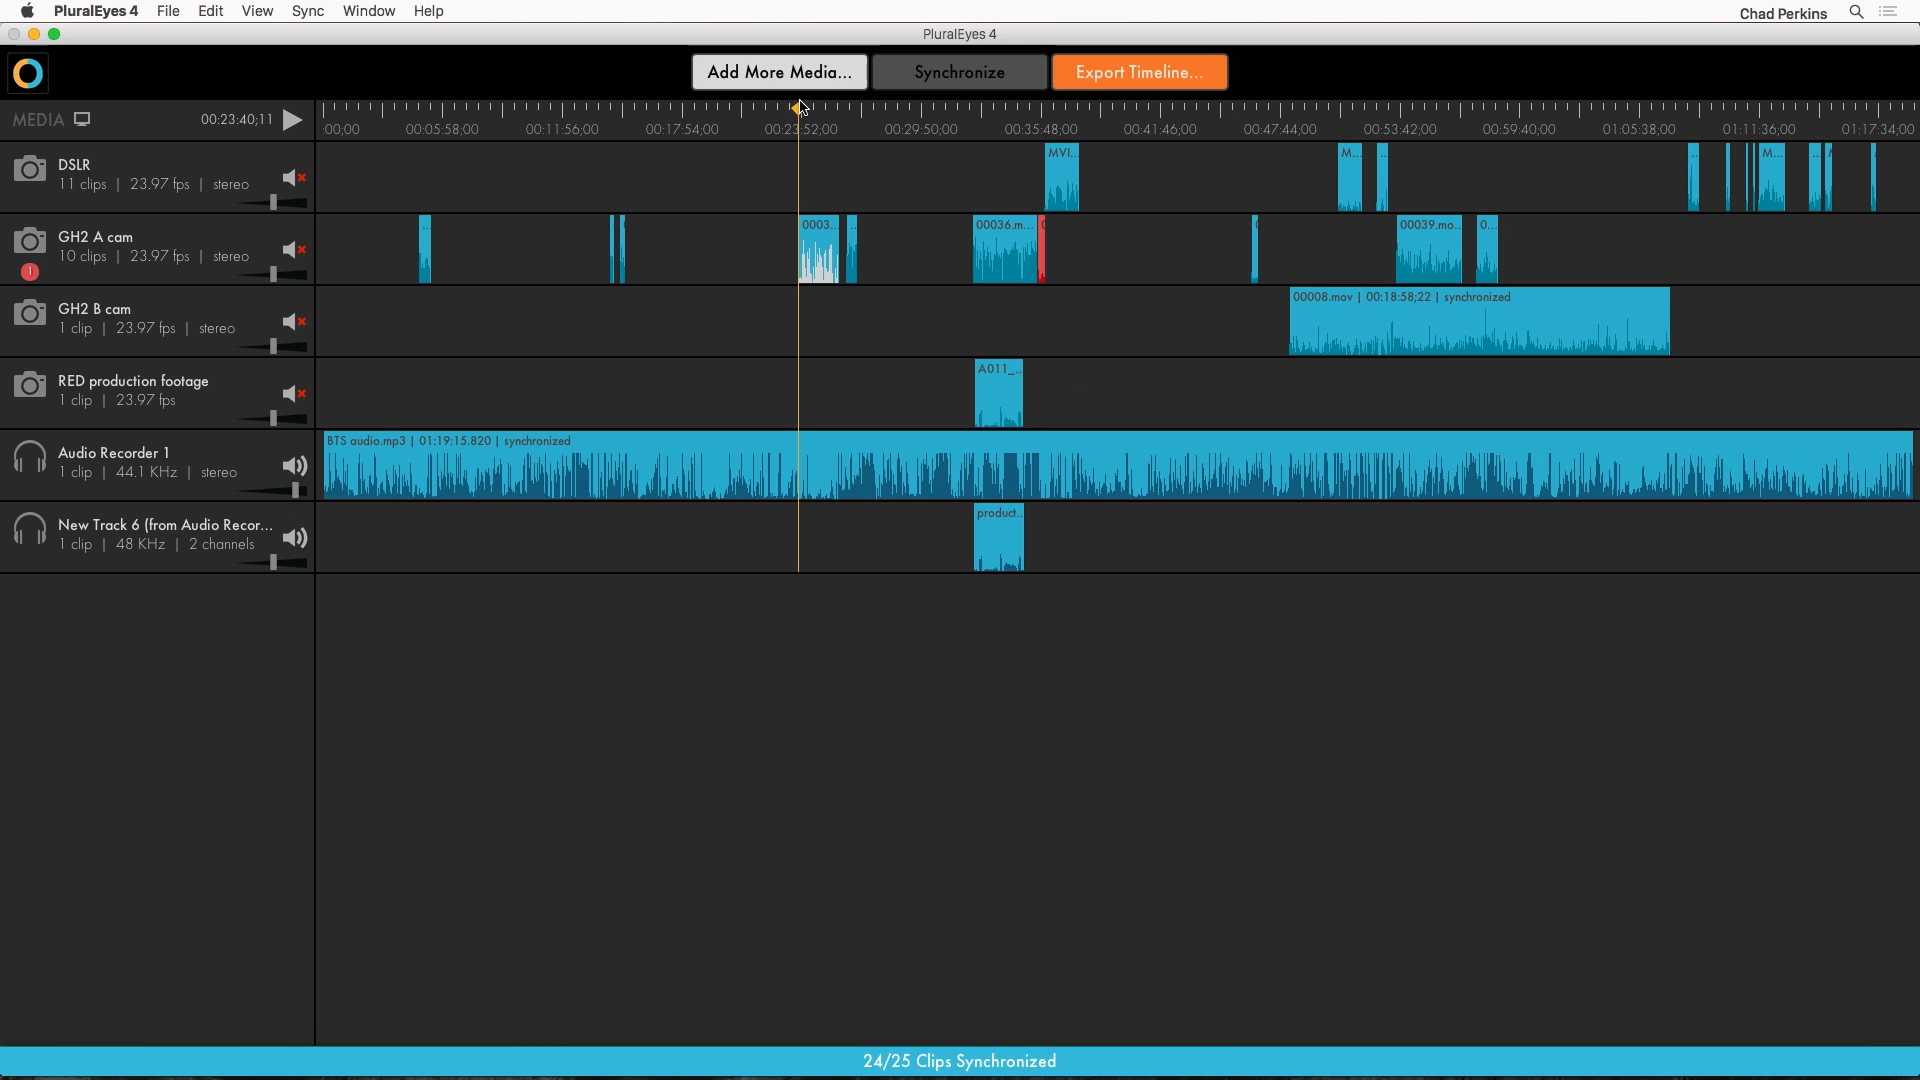 PluralEyes 4 File Edit View Sync Window Help Chad Perkins
PluralEyes 4
Add More Media... Synchronize Export Timeline...
MEDIA 00:23:40;11
:00;00 00:05:58;00 00:11:56;00 00:17:54;00 00:23:52;00 00:29:50;00 00:35:48;00 00:41:46;00 00:47:44;00 00:53:42;00 00:59:40;00 01:05:38;00 01:11:36;00 01:17:34;00
DSLR
11 clips | 23.97 fps | stereo
MVI... M... ... ... M... ...
GH2 A cam
10 clips | 23.97 fps | stereo
1
... 0003... ... 00036.m... 00039.mo... 0...
GH2 B cam
1 clip | 23.97 fps | stereo
00008.mov | 00:18:58;22 | synchronized
RED production footage
1 clip | 23.97 fps
A011_...
Audio Recorder 1
1 clip | 44.1 KHz | stereo
BTS audio.mp3 | 01:19:15.820 | synchronized
New Track 6 (from Audio Recor...
1 clip | 48 KHz | 2 channels
product...
24/25 Clips Synchronized